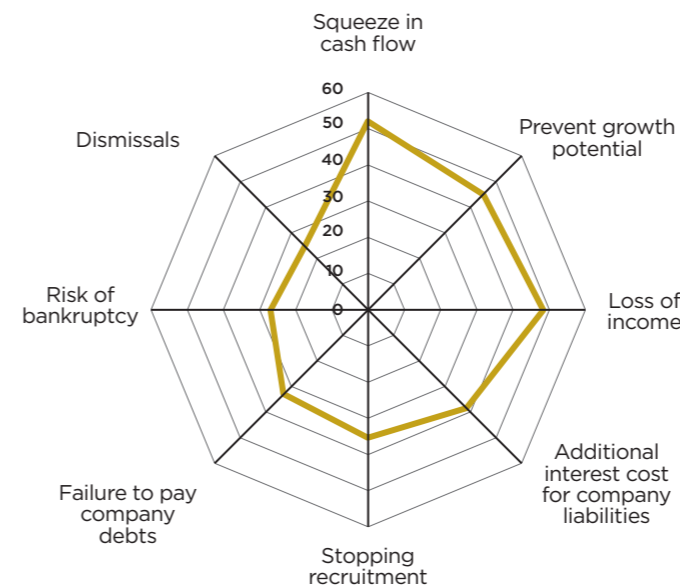 Squeeze in
cash flow
60
50
40
30
20
10
0
Prevent growth
potential
Loss of
income
Additional
interest cost
for company
liabilities
Stopping
recruitment
Failure to pay
company
debts
Risk of
bankruptcy
Dismissals